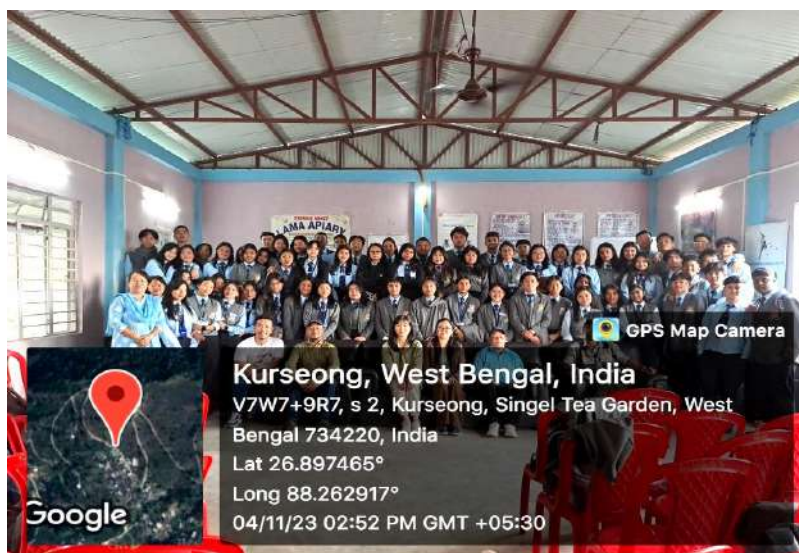 LAMA APIARY
GPS Map Camera
Kurseong, West Bengal, India
V7W7+9R7, s 2, Kurseong, Singel Tea Garden, West
Bengal 734220, India
Lat 26.897465°
Long 88.262917°
04/11/23 02:52 PM GMT +05:30
Google